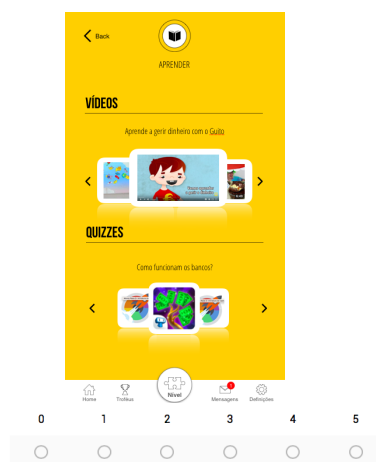 Back
APRENDER
VÍDEOS
Aprende a gerir dinheiro com o Guito
QUIZZES
Como funcionam os bancos?
Home Troféus Nível Mensagens Definições
0 1 2 3 4 5